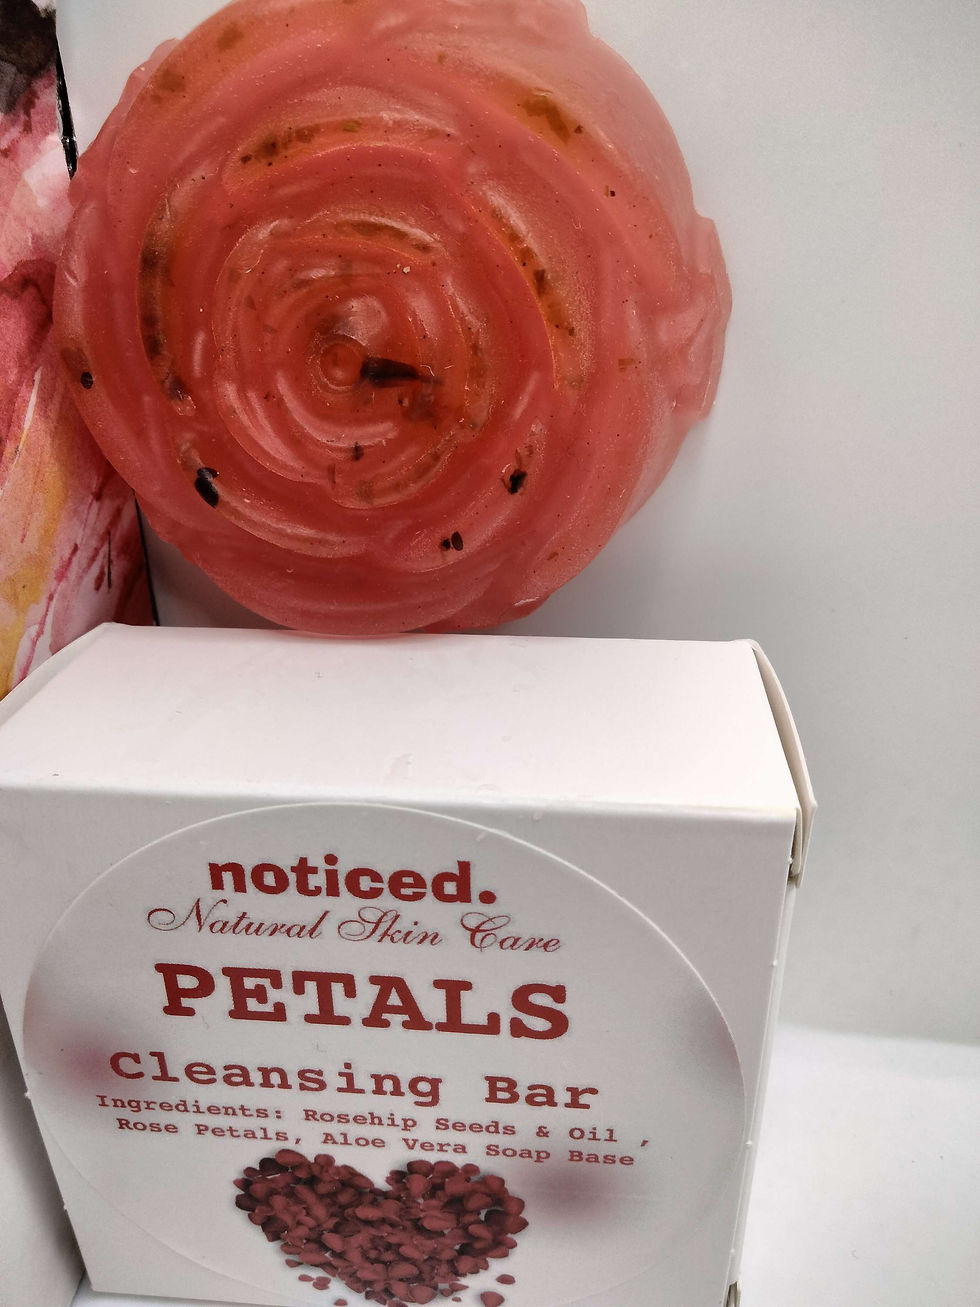 noticed.
Natural Skin Care
PETALS
Cleansing Bar
Ingredients: Rosehip Seeds & Oil ,
Rose Petals, Aloe Vera Soap Base